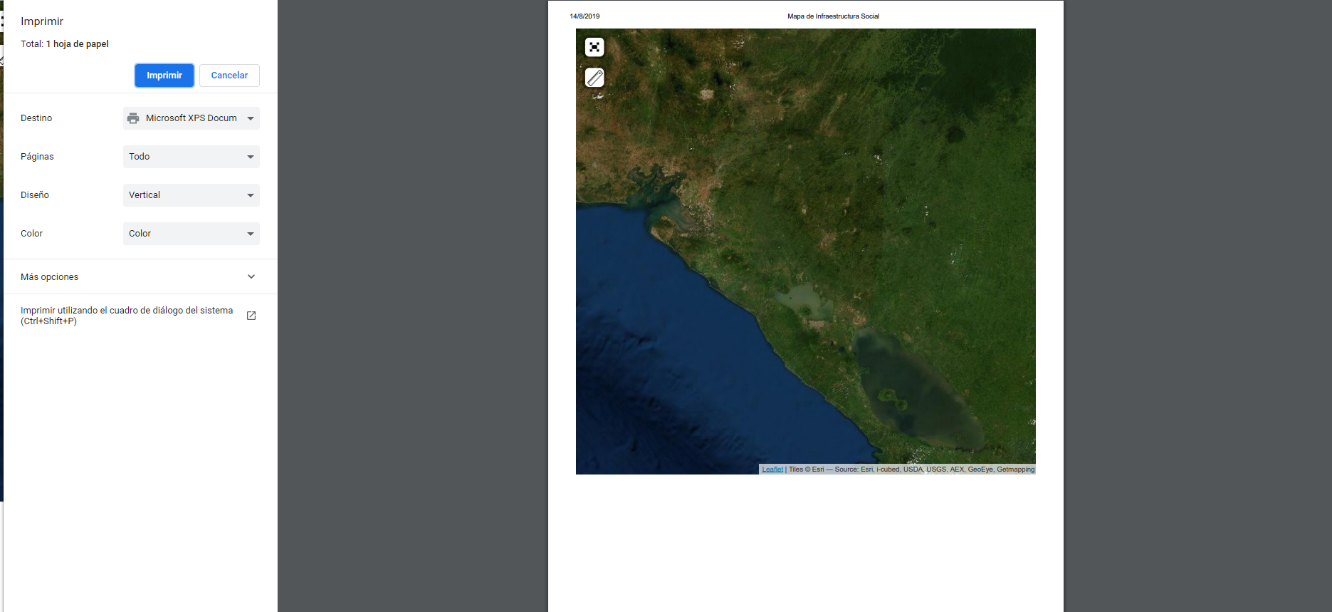 Imprimir
Total: 1 hoja de papel
Imprimir
Cancelar
Destino
Microsoft XPS Docum
Páginas
Todo
Diseño
Vertical
Color
Color
Más opciones
Imprimir utilizando el cuadro de diálogo del sistema
(Ctrl+Shift+P)
14/8/2019
Mapa de Infraestructura Social
Leaflet | Tiles © Esri — Source: Esri, i-cubed, USDA, USGS, AEX, GeoEye, Getmapping